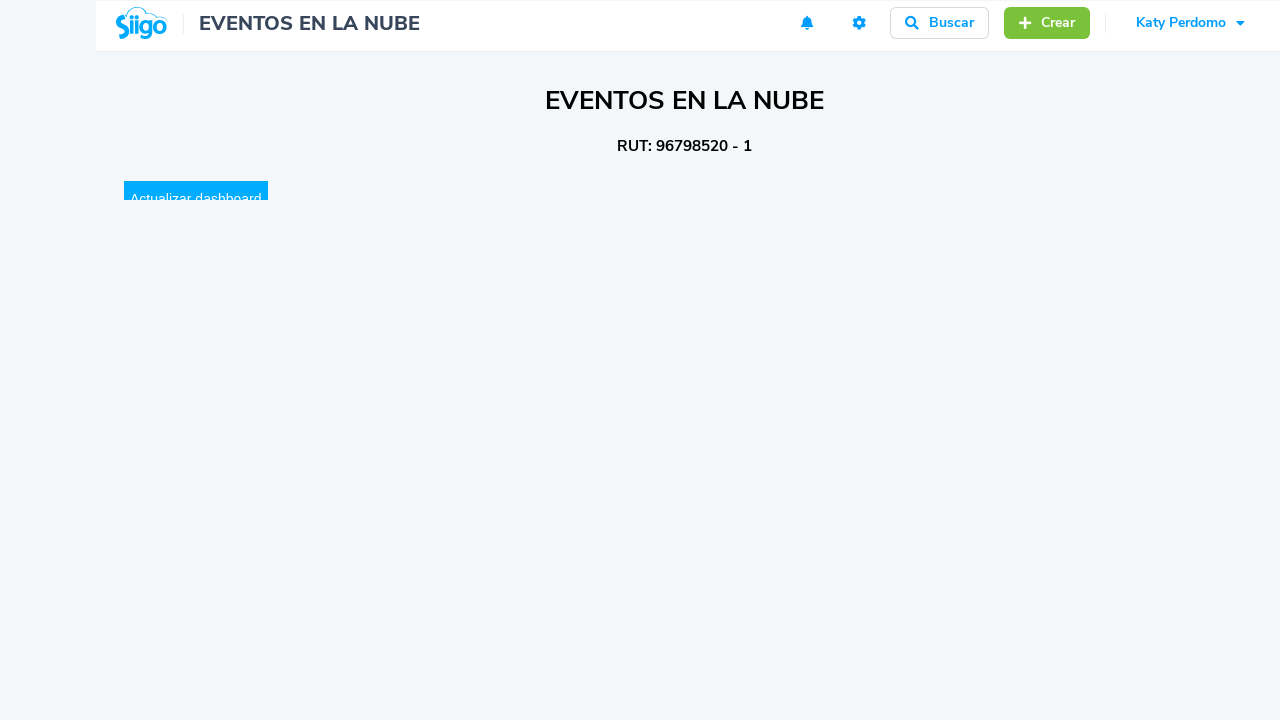 Siigo EVENTOS EN LA NUBE Buscar Crear Katy Perdomo
EVENTOS EN LA NUBE
RUT: 96798520 - 1
Actualizar dashboard